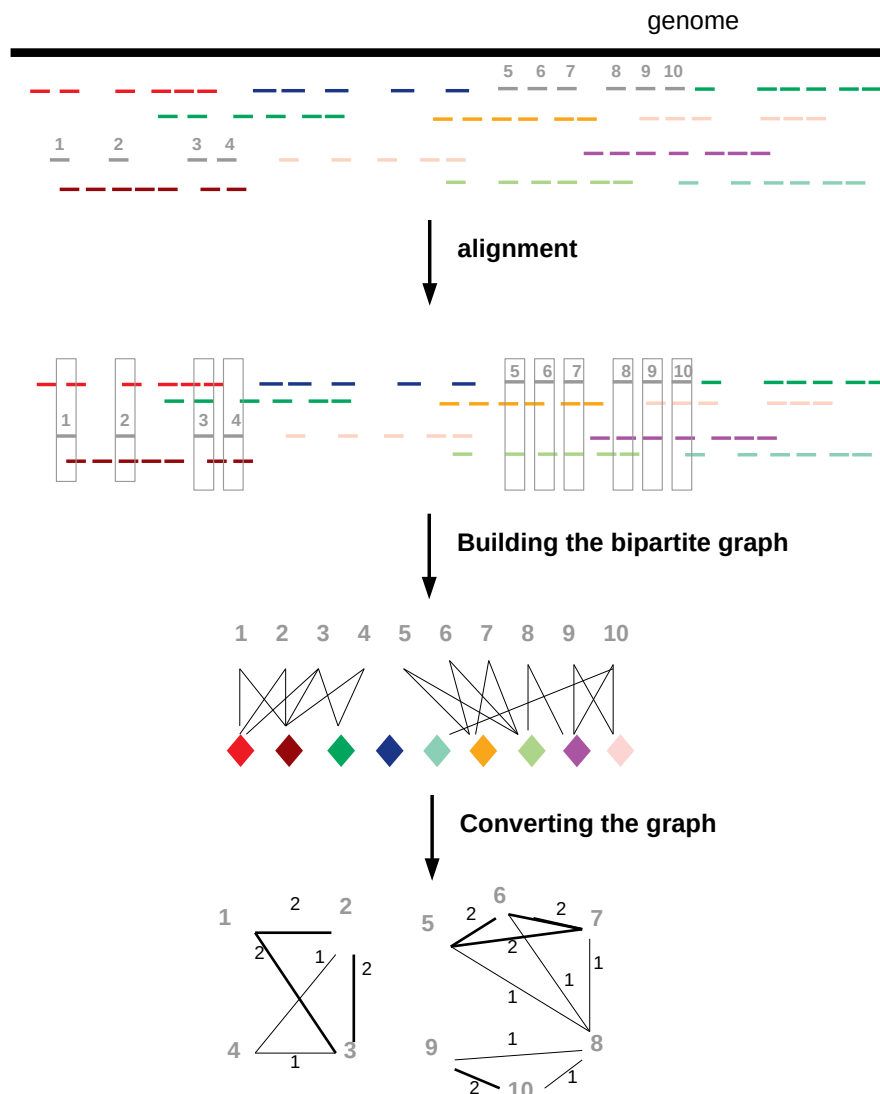 genome
5 6 7 8 9 10
1 2 3 4
alignment
5 6 7 8 9 10
1 2 3 4
Building the bipartite graph
1 2 3 4 5 6 7 8 9 10
Converting the graph
1 2 2 5 2 6 2 7
2 1 2 2 1
1 1
4 1 3 9 1 8
2 10 1